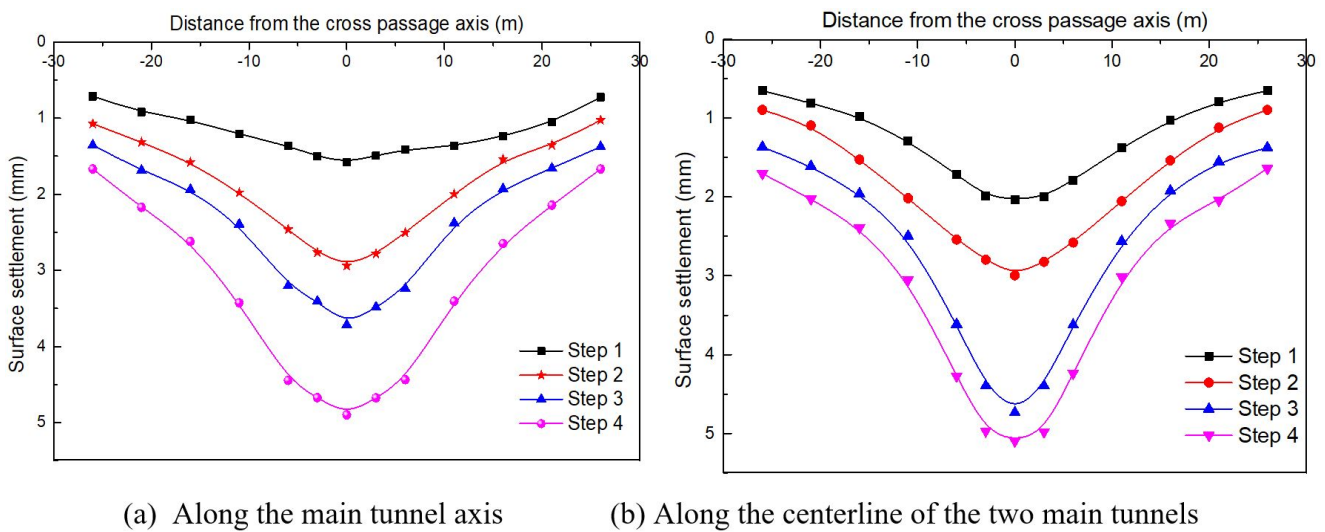 Distance from the cross passage axis (m)
-30 -20 -10 0 10 20 30
0
1
2
3
4
5
Surface settlement (mm)
Step 1
Step 2
Step 3
Step 4
(a) Along the main tunnel axis
Distance from the cross passage axis (m)
-30 -20 -10 0 10 20 30
0
1
2
3
4
5
Surface settlement (mm)
Step 1
Step 2
Step 3
Step 4
(b) Along the centerline of the two main tunnels